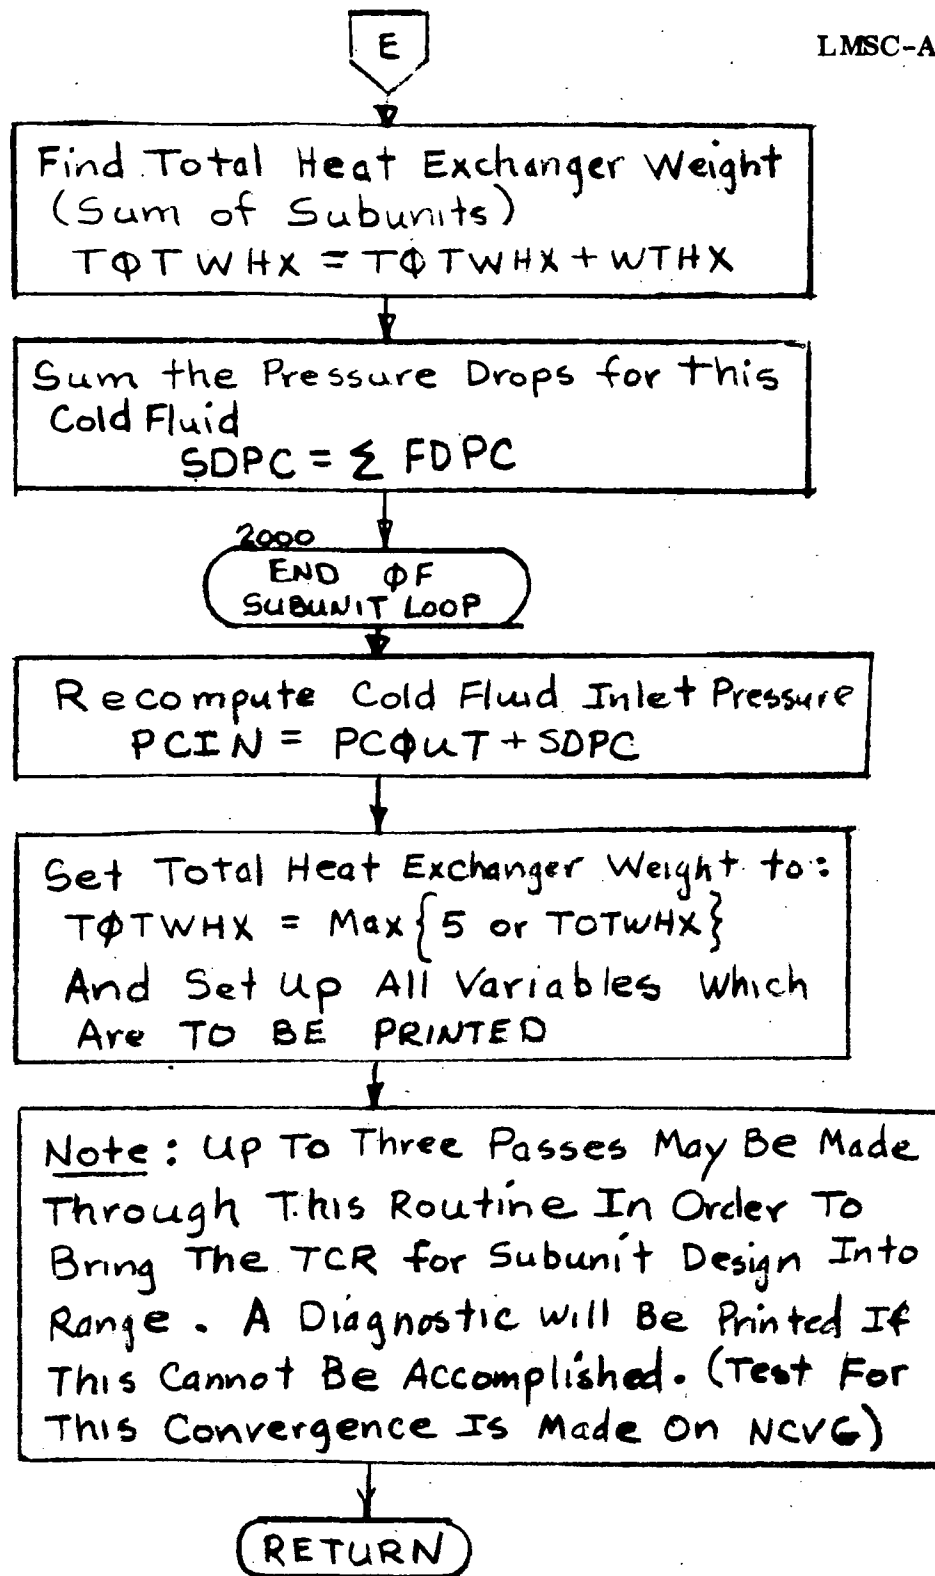 E
LMSC-A
Find Total Heat Exchanger Weight
(Sum of Subunits)
TΦTWHX = TΦTWHX + WTHX
Sum the Pressure Drops for this
Cold Fluid
SDPC = Σ FDPC
2000
END ΦF
SUBUNIT LOOP
Recompute Cold Fluid Inlet Pressure
PCIN = PCΦUT + SDPC
Set Total Heat Exchanger Weight to:
TΦTWHX = Max{5 or TOTWHX}
And Set Up All Variables Which
Are TO BE PRINTED
Note: Up To Three Passes May Be Made
Through This Routine In Order To
Bring The TCR for Subunit Design Into
Range. A Diagnostic Will Be Printed If
This Cannot Be Accomplished. (Test For
This Convergence Is Made On NCVG)
RETURN